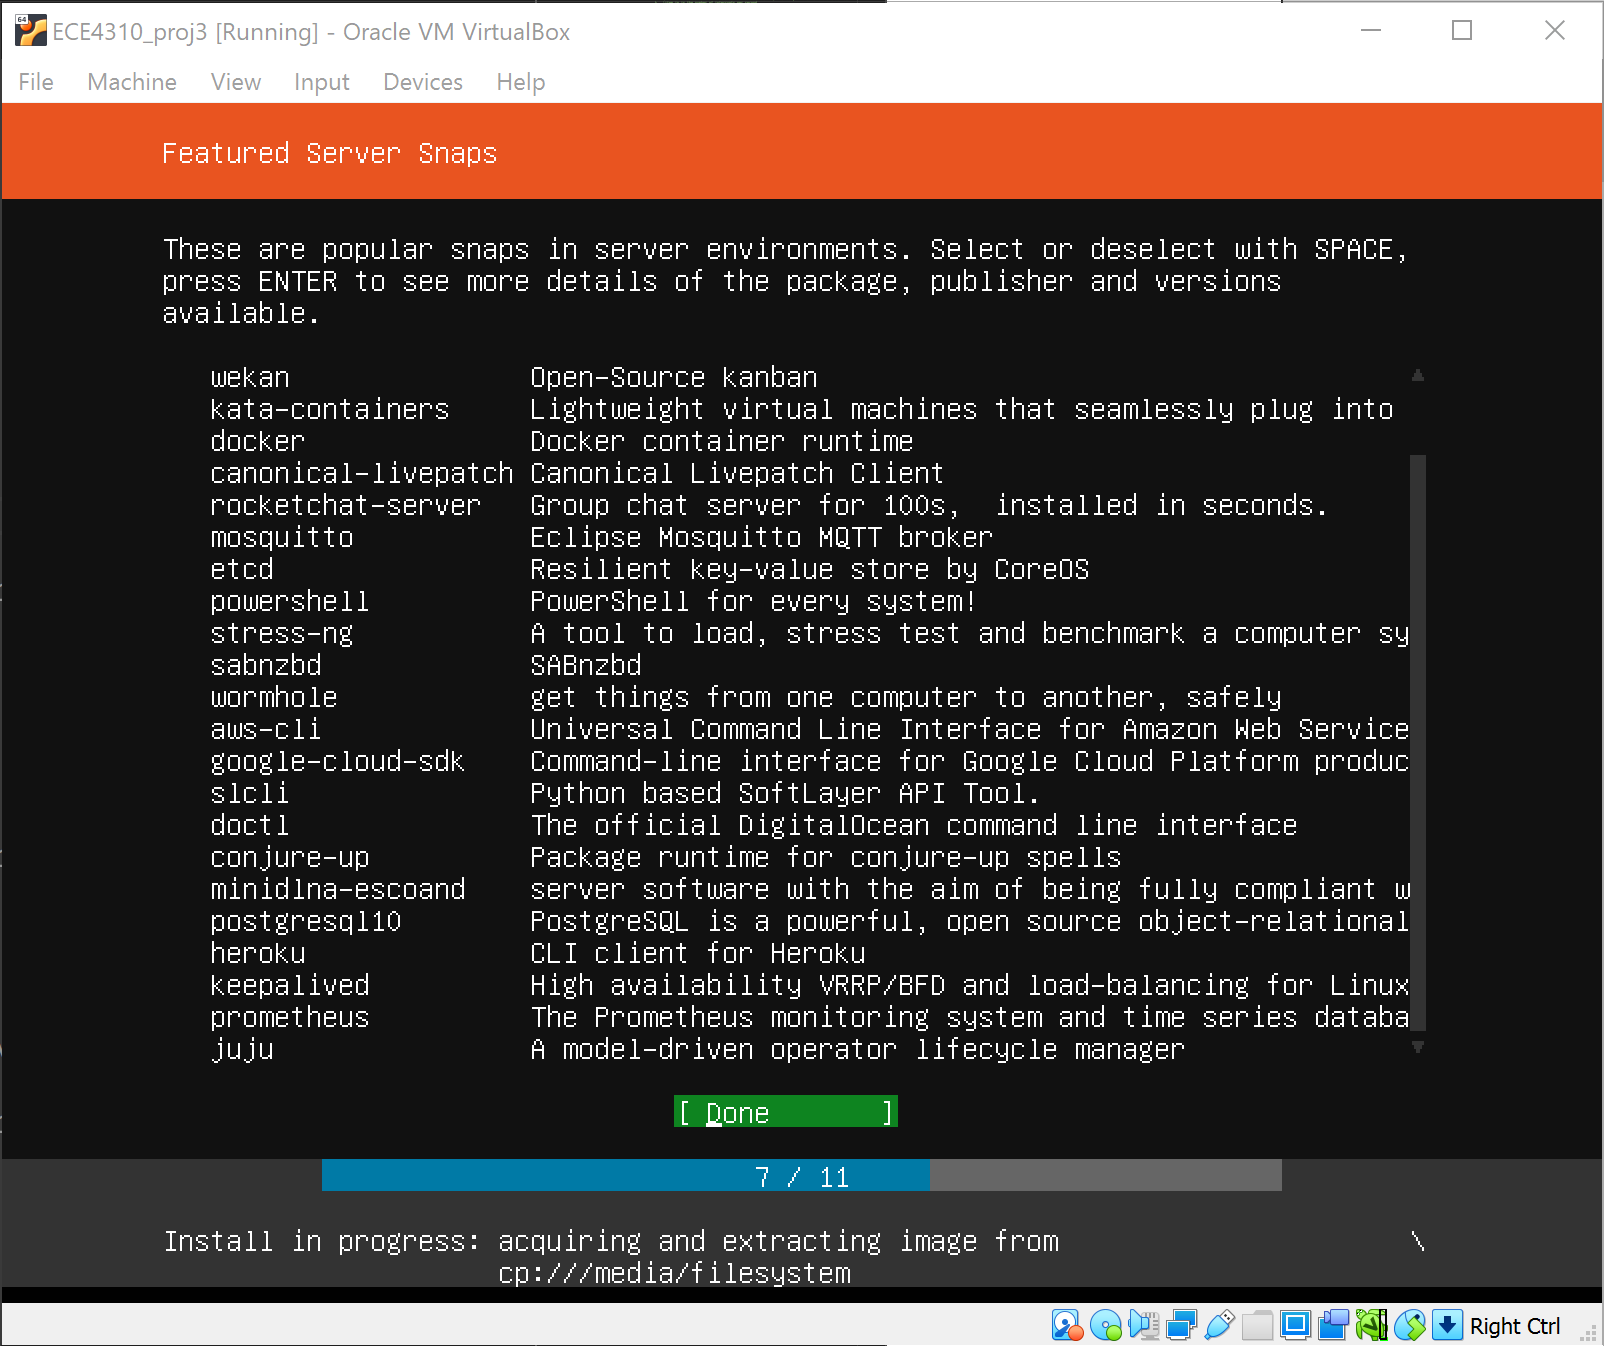 64
ECE4310_proj3 [Running] - Oracle VM VirtualBox
File Machine View Input Devices Help
Featured Server Snaps
These are popular snaps in server environments. Select or deselect with SPACE,
press ENTER to see more details of the package, publisher and versions
available.
wekan Open-Source kanban
kata-containers Lightweight virtual machines that seamlessly plug into
docker Docker container runtime
canonical-livepatch Canonical Livepatch Client
rocketchat-server Group chat server for 100s,  installed in seconds.
mosquitto Eclipse Mosquitto MQTT broker
etcd Resilient key-value store by CoreOS
powershell PowerShell for every system!
stress-ng A tool to load, stress test and benchmark a computer sy
sabnzbd SABnzbd
wormhole get things from one computer to another, safely
aws-cli Universal Command Line Interface for Amazon Web Service
google-cloud-sdk Command-line interface for Google Cloud Platform produc
slcli Python based SoftLayer API Tool.
doctl The official DigitalOcean command line interface
conjure-up Package runtime for conjure-up spells
minidlna-escoand server software with the aim of being fully compliant w
postgresql10 PostgreSQL is a powerful, open source object-relational
heroku CLI client for Heroku
keepalived High availability VRRP/BFD and load-balancing for Linux
prometheus The Prometheus monitoring system and time series databa
juju A model-driven operator lifecycle manager
[ Done ]
7 / 11
Install in progress: acquiring and extracting image from \
cp:///media/filesystem
Right Ctrl